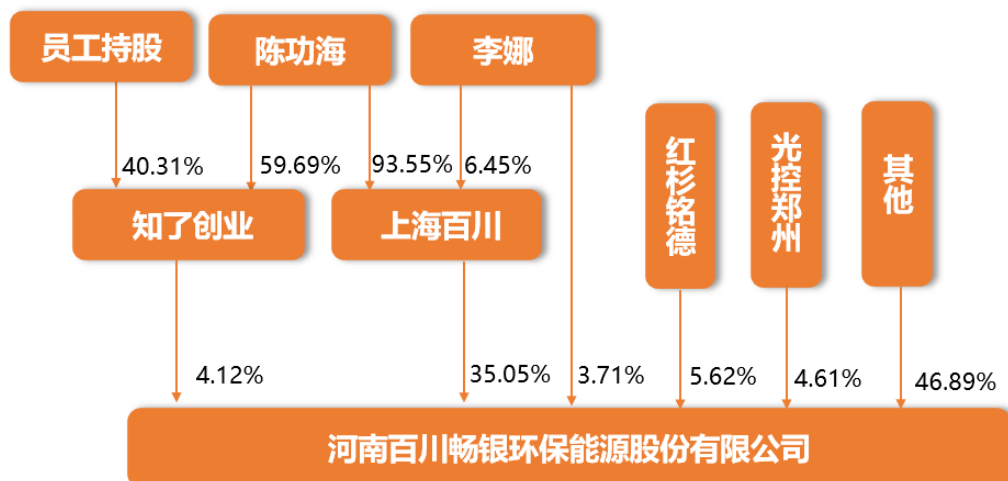 员工持股
陈功海
李娜
40.31%
59.69%
93.55%
6.45%
知了创业
上海百川
红杉铭德
光控郑州
其他
4.12%
35.05%
3.71%
5.62%
4.61%
46.89%
河南百川畅银环保能源股份有限公司